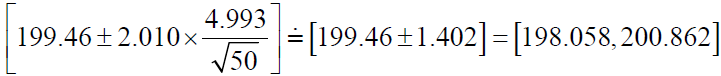 [199.46 ± 2.010 × 4.993/√50] ≐ [199.46 ± 1.402] = [198.058, 200.862]